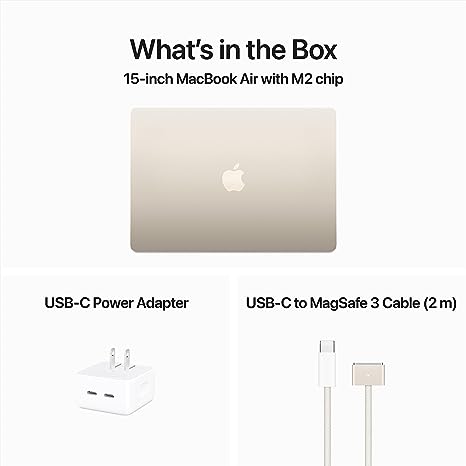 What's in the Box
15-inch MacBook Air with M2 chip
USB-C Power Adapter
USB-C to MagSafe 3 Cable (2 m)